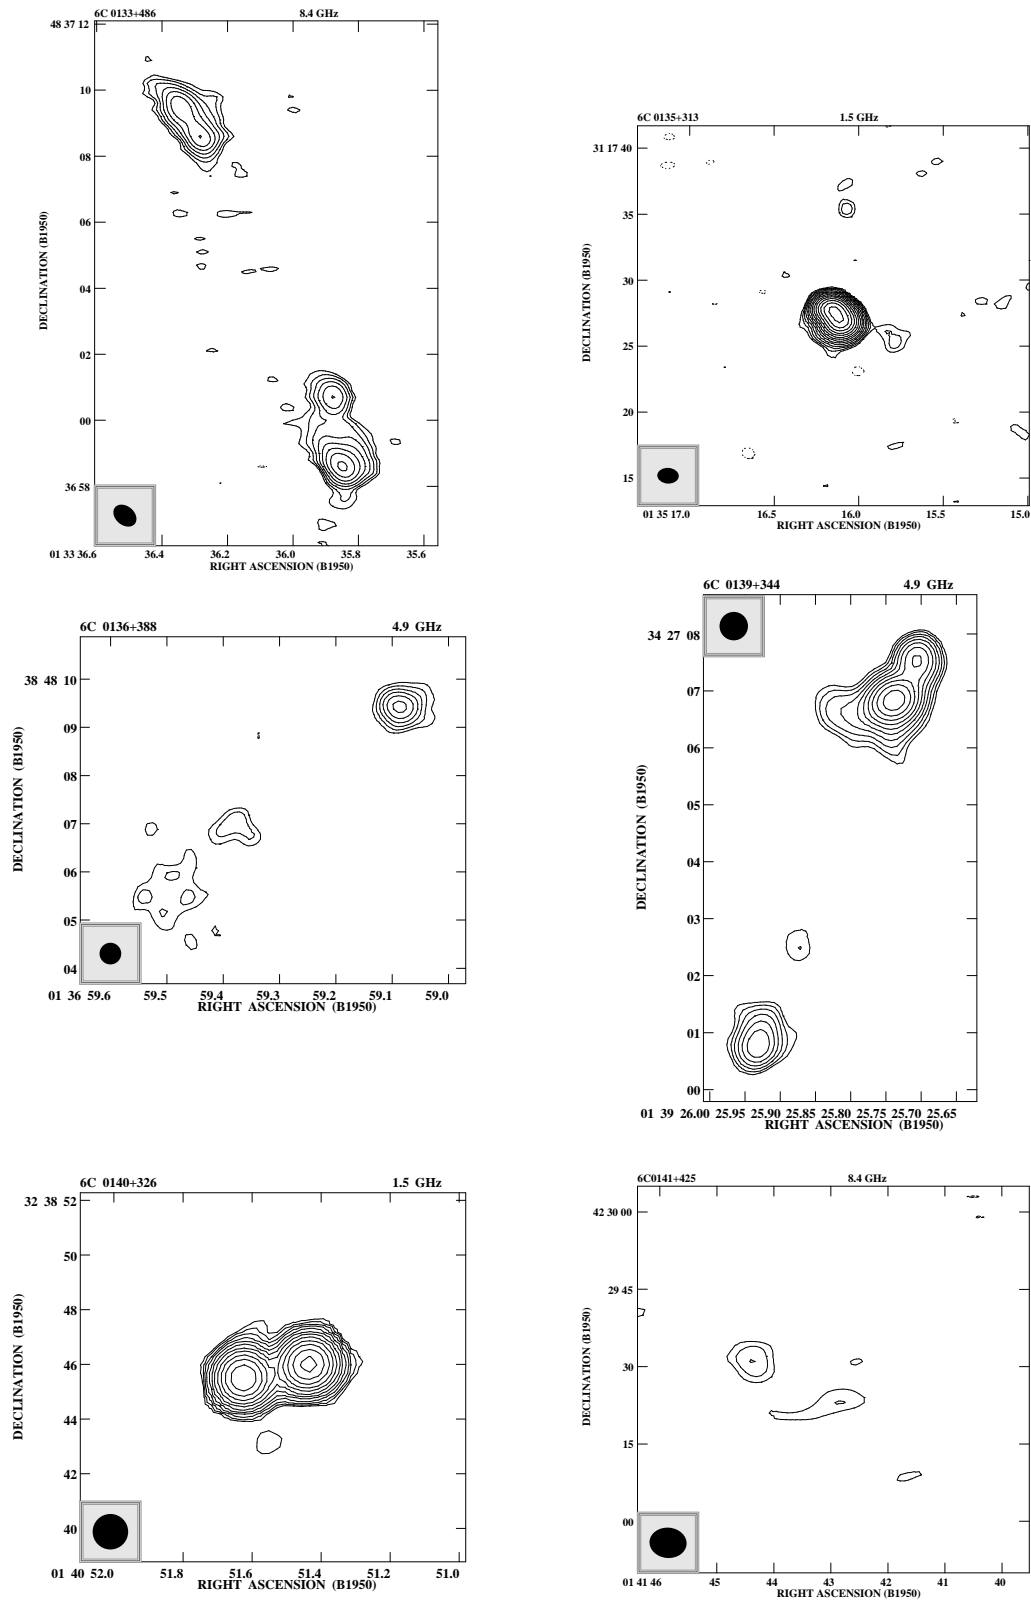 6C 0133+486 8.4 GHz
48 37 12
10
08
06
04
02
00
36 58
DECLINATION (B1950)
01 33 36.6 36.4 36.2 36.0 35.8 35.6
RIGHT ASCENSION (B1950)
6C 0135+313 1.5 GHz
31 17 40
35
30
25
20
15
DECLINATION (B1950)
01 35 17.0 16.5 16.0 15.5 15.0
RIGHT ASCENSION (B1950)
6C 0136+388 4.9 GHz
38 48 10
09
08
07
06
05
04
DECLINATION (B1950)
01 36 59.6 59.5 59.4 59.3 59.2 59.1 59.0
RIGHT ASCENSION (B1950)
6C 0139+344 4.9 GHz
34 27 08
07
06
05
04
03
02
01
00
DECLINATION (B1950)
01 39 26.00 25.95 25.90 25.85 25.80 25.75 25.70 25.65
RIGHT ASCENSION (B1950)
6C 0140+326 1.5 GHz
32 38 52
50
48
46
44
42
40
DECLINATION (B1950)
01 40 52.0 51.8 51.6 51.4 51.2 51.0
RIGHT ASCENSION (B1950)
6C0141+425 8.4 GHz
42 30 00
29 45
30
15
00
DECLINATION (B1950)
01 41 46 45 44 43 42 41 40
RIGHT ASCENSION (B1950)